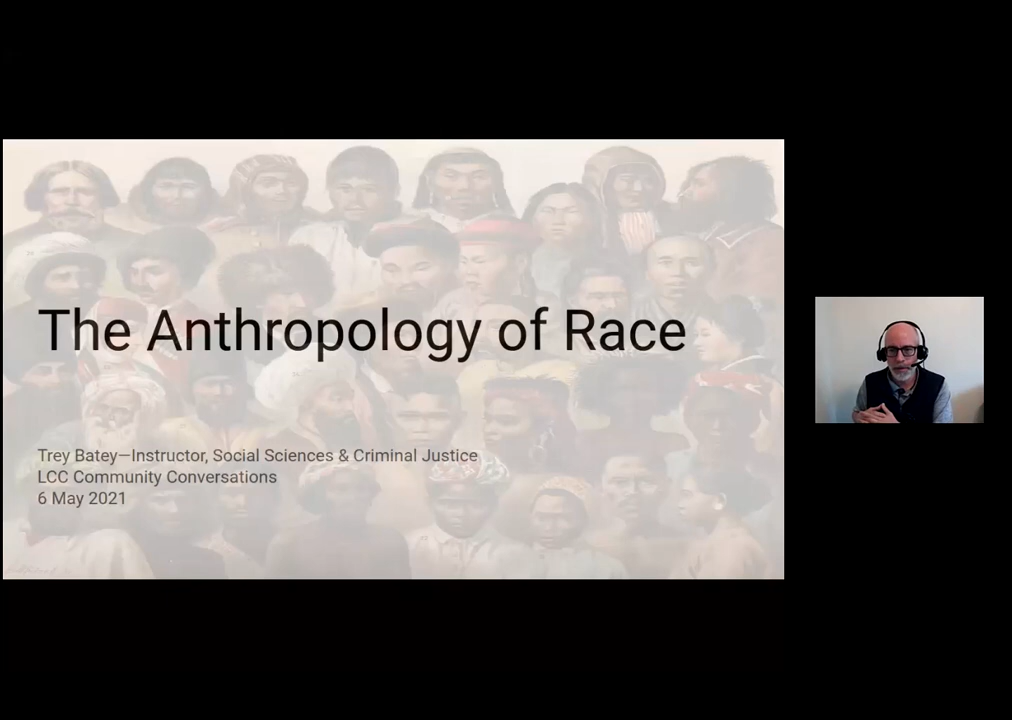 The Anthropology of Race
Trey Batey—Instructor, Social Sciences & Criminal Justice
LCC Community Conversations
6 May 2021